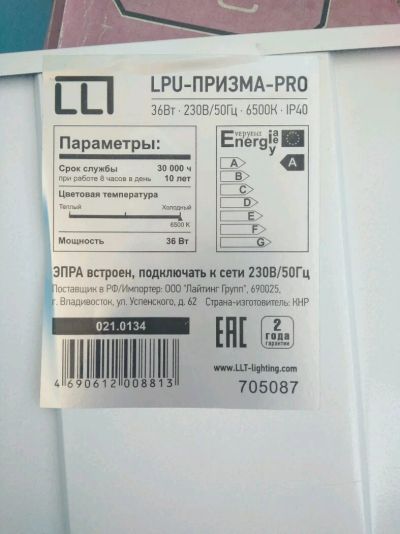 LLT
LPU-ПРИЗМА-PRO
36Вт · 230В/50Гц · 6500К · IP40
Параметры:
Срок службы 30 000 ч
при работе 8 часов в день 10 лет
Цветовая температура
Теплый Холодный
6500 К
Мощность 36 Вт
Energi
A
B
C
D
E
F
G
A
ЭПРА встроен, подключать к сети 230В/50Гц
Поставщик в РФ/Импортер: ООО "Лайтинг Групп", 690025,
г. Владивосток, ул. Успенского, д. 62 Страна-изготовитель: КНР
021.0134
4 690612 008813
EAC
2
года
гарантия
www.LLT-lighting.com
705087